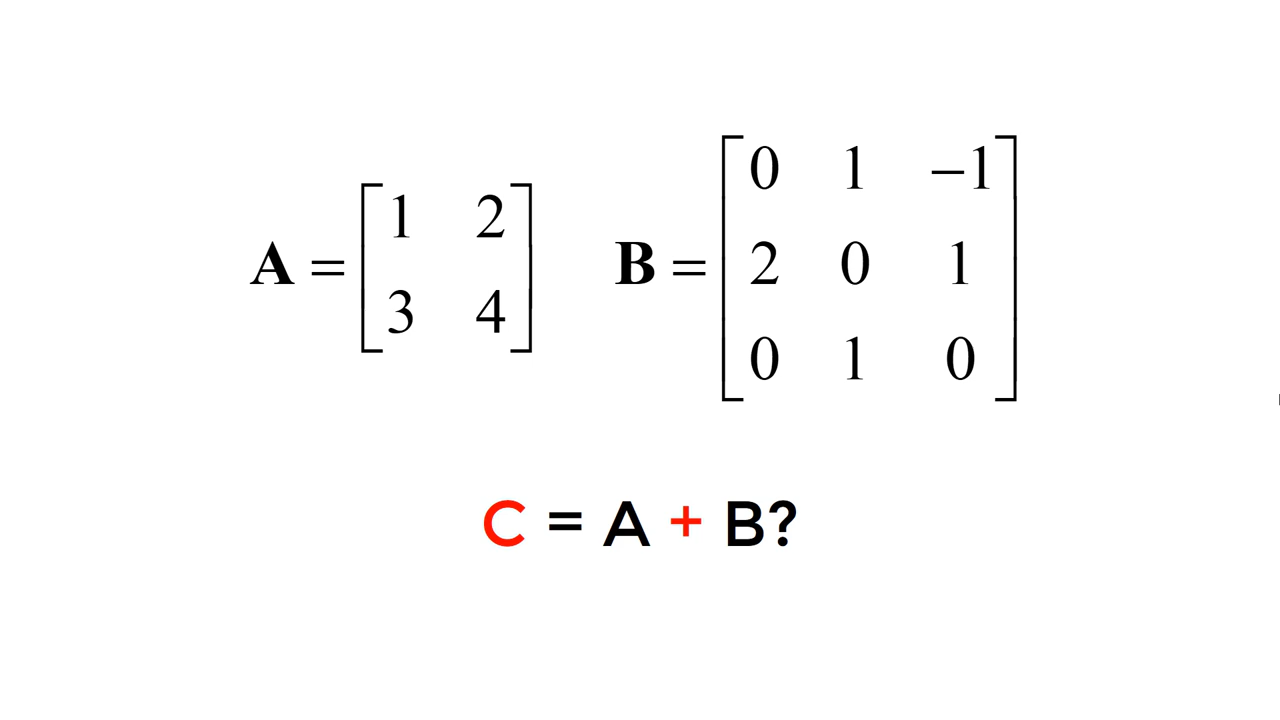 A = [1 2
3 4]
B = [0 1 −1
2 0 1
0 1 0]
C = A + B?